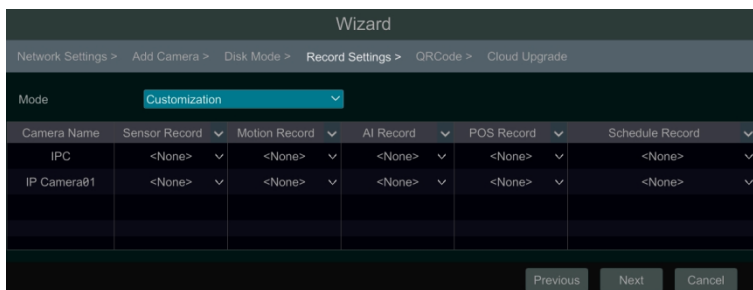 Wizard
Network Settings > Add Camera > Disk Mode > Record Settings > QRCode > Cloud Upgrade
Mode Customization
Camera Name Sensor Record Motion Record AI Record POS Record Schedule Record
IPC <None> <None> <None> <None> <None>
IP Camera01 <None> <None> <None> <None> <None>
Previous Next Cancel